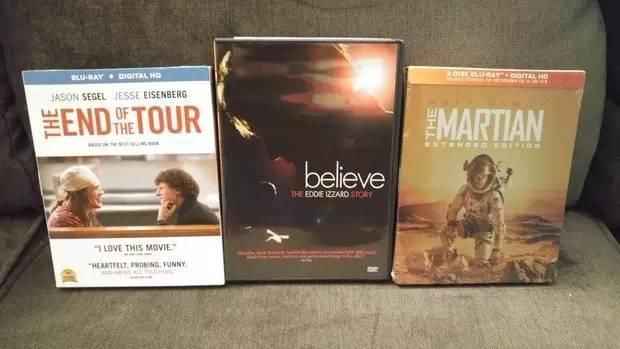 BLU-RAY + DIGITAL HD
JASON SEGEL JESSE EISENBERG
THE END OF THE TOUR
BASED ON THE BEST-SELLING BOOK
"I LOVE THIS MOVIE."
"HEARTFELT, PROBING, FUNNY,
AND ABOVE ALL TOUCHING."
believe
THE EDDIE IZZARD STORY
DVD
2-DISC BLU-RAY + DIGITAL HD
MATT DAMON
THE MARTIAN
EXTENDED EDITION